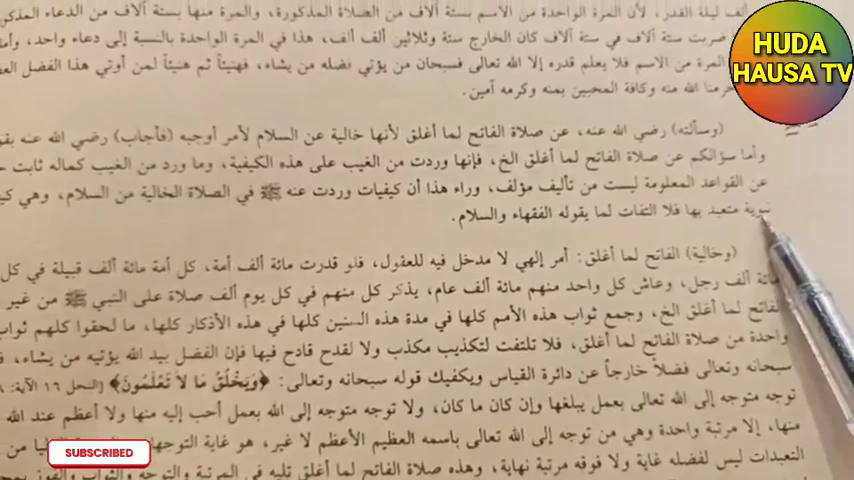 ألف ليلة القدر، لأن المرة الواحدة من الاسم بستة آلاف من الصلاة المذكورة، والمرة منها بستة آلاف من الدعاء
ضربت ستة آلاف في ستة آلاف كان الخارج ستة وثلاثين ألف ألف، هذا في المرة الواحدة بالنسبة إلى دعاء واحد،
المرة من الاسم فلا يعلم قدره إلا الله تعالى فسبحان من يؤتي فضله من يشاء، فهنيئاً ثم هنيئاً لمن أوتي هذا الفضل
الله منه وكافة المحبين بمنه وكرمه آمين.
(وسألته) رضي الله عنه، عن صلاة الفاتح لما أغلق لأنها خالية عن السلام لأمر أوجبه (فأجاب) رضي الله عنه
وأما سؤالكم عن صلاة الفاتح لما أغلق الخ، فإنها وردت من الغيب على هذه الكيفية، وما ورد من الغيب كماله ثابت
عن القواعد المعلومة ليست من تأليف مؤلف، وراء هذا أن كيفيات وردت عنه ﷺ في الصلاة الخالية من السلام، وهي
نبوية متعبد بها فلا التفات لما يقوله الفقهاء والسلام.
(وخالية) الفاتح لما أغلق: أمر إلهي لا مدخل فيه للعقول، فلو قدرت مائة ألف أمة، كل أمة مائة ألف قبيلة في كل
مائة ألف رجل، وعاش كل واحد منهم مائة ألف عام، يذكر كل منهم في كل يوم ألف صلاة على النبي ﷺ من غير
الفاتح لما أغلق الخ، وجمع ثواب هذه الأمم كلها في مدة هذه السنين كلها في هذه الأذكار كلها، ما لحقوا كلهم ثواب
واحدة من صلاة الفاتح لما أغلق، فلا تلتفت لتكذيب مكذب ولا لقدح قادح فيها فإن الفضل بيد الله يؤتيه من يشاء،
سبحانه وتعالى فضلاً خارجاً عن دائرة القياس ويكفيك قوله سبحانه وتعالى: ﴿وَيَخْلُقُ مَا لَا تَعْلَمُونَ﴾ [النحل ١٦ الآية:
توجه متوجه إلى الله تعالى بعمل يبلغها وإن كان ما كان، ولا توجه متوجه إلى الله بعمل أحب إليه منها ولا أعظم عند الله
منها، إلا مرتبة واحدة وهي من توجه إلى الله تعالى باسمه العظيم الأعظم لا غير، هو غاية التوجهات
التعبدات ليس لفضله غاية ولا فوقه مرتبة نهاية، وهذه صلاة الفاتح لما أغلق تليه في المرتبة والتوجه والثواب والفوز
HUDA
HAUSA TV
SUBSCRIBED